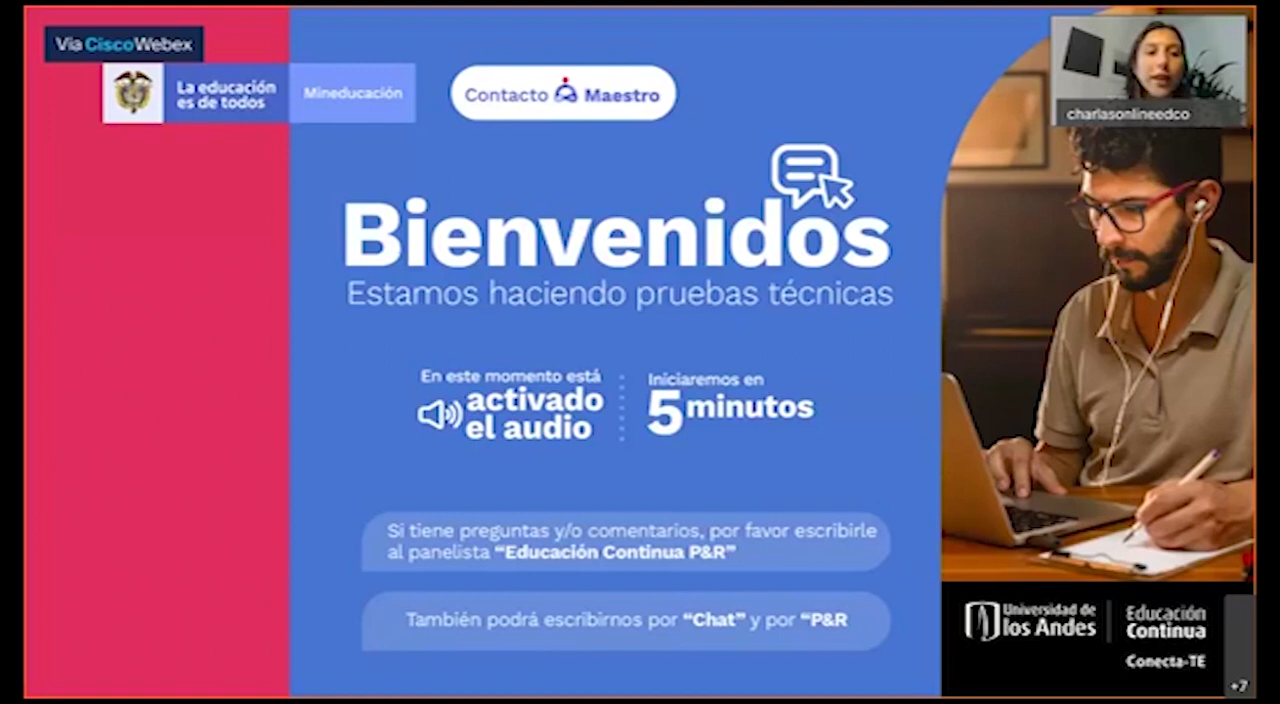 Vía CiscoWebex
La educación
es de todos
Mineducación
Contacto Maestro
charlasonlineedco
Bienvenidos
Estamos haciendo pruebas técnicas
En este momento está
activado
el audio
Iniciaremos en
5 minutos
Si tiene preguntas y/o comentarios, por favor escribirle
al panelista “Educación Continua P&R”
También podrá escribirnos por “Chat” y por “P&R
Universidad de
los Andes
Educación
Continua
Conecta-TE
+7